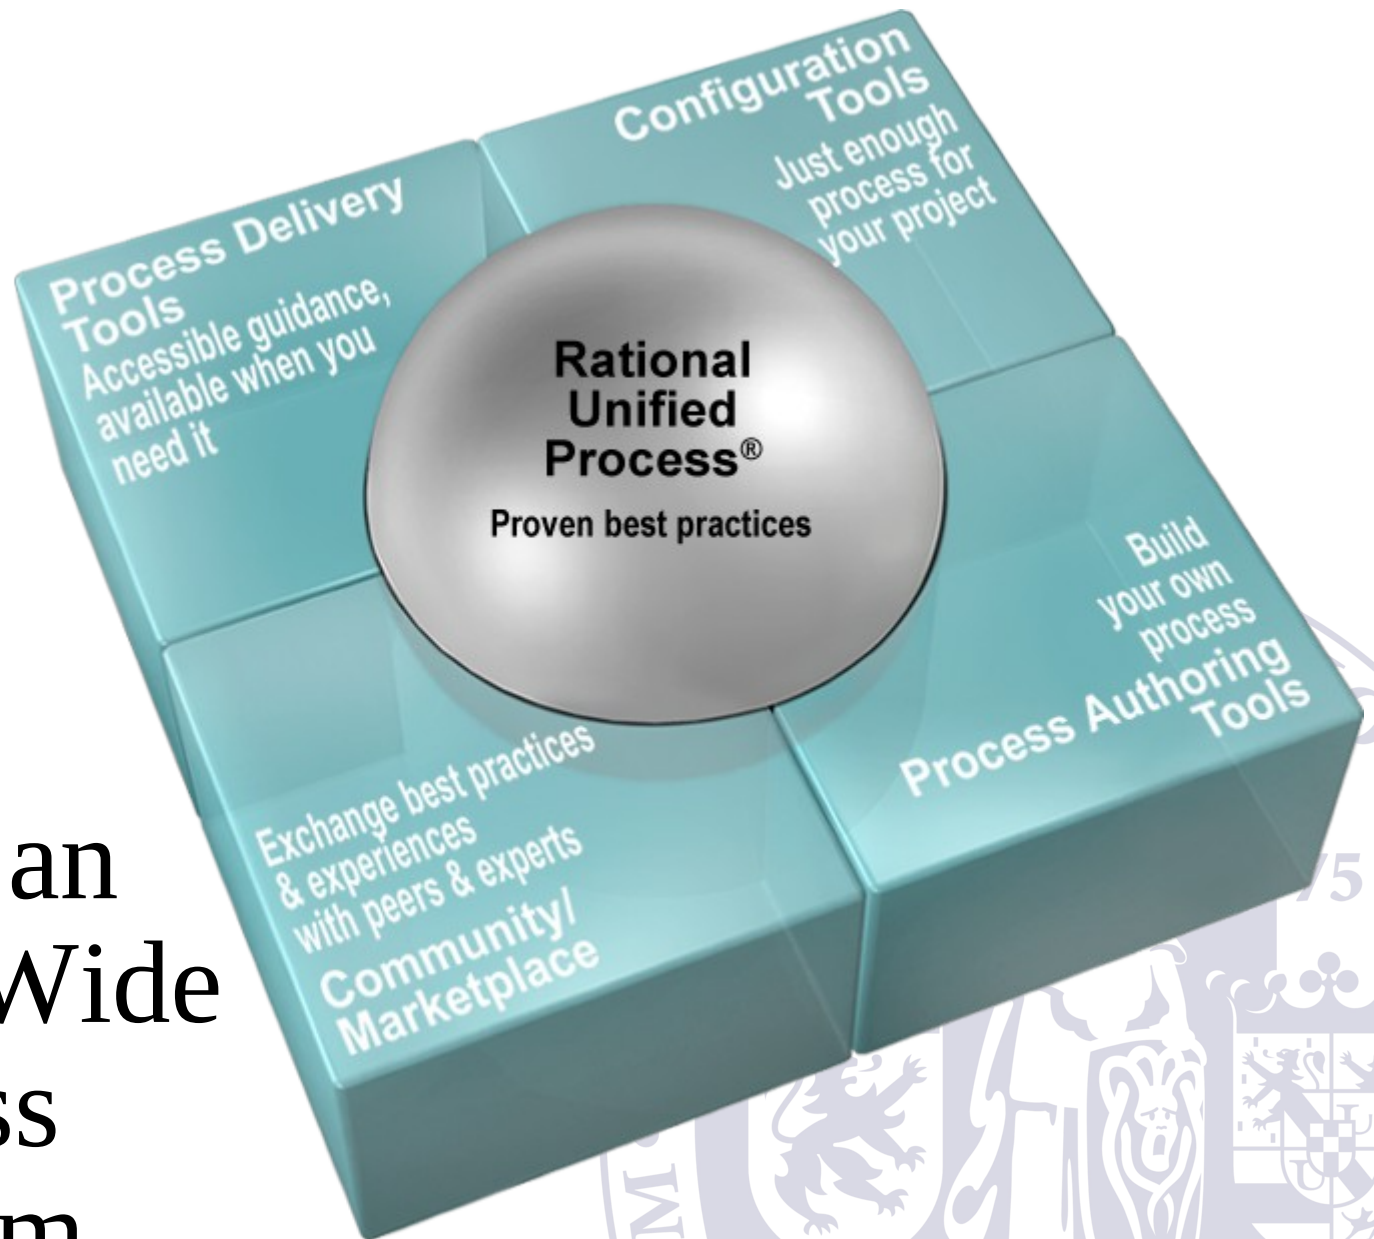 Configuration
Tools
Just enough
process for
your project
Process Delivery
Tools
Accessible guidance,
available when you
need it
Rational
Unified
Process®
Proven best practices
Build
your own
process
Process Authoring
Tools
Exchange best practices
& experiences
with peers & experts
Community/
Marketplace
an
Wide
ss
m
75
M